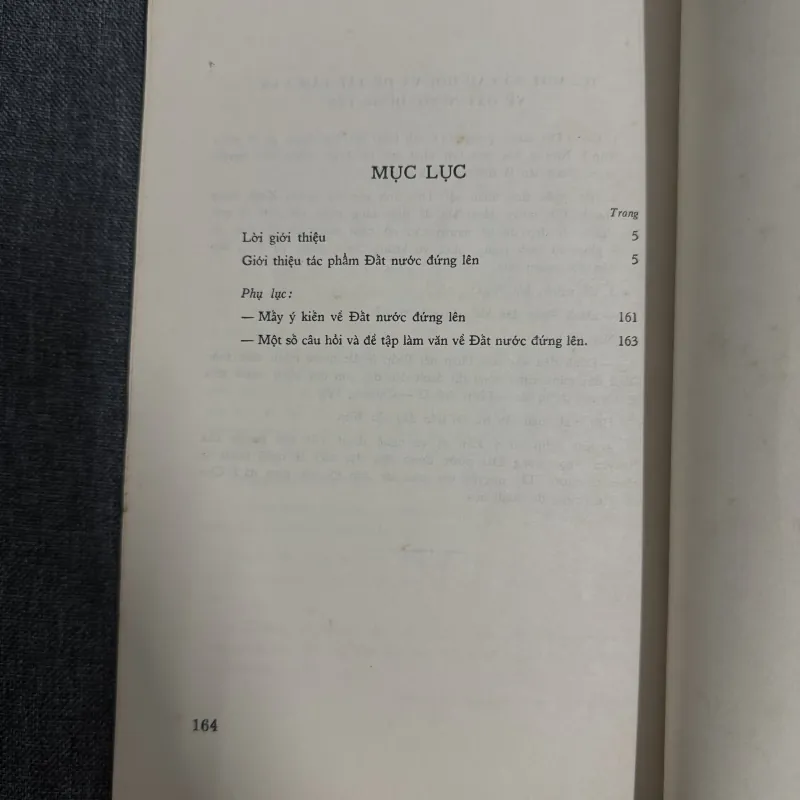 MỤC LỤC
Trang
Lời giới thiệu 5
Giới thiệu tác phẩm Đất nước đứng lên 5
Phụ lục:
— Mấy ý kiến về Đất nước đứng lên 161
— Một số câu hỏi và đề tập làm văn về Đất nước đứng lên. 163
164